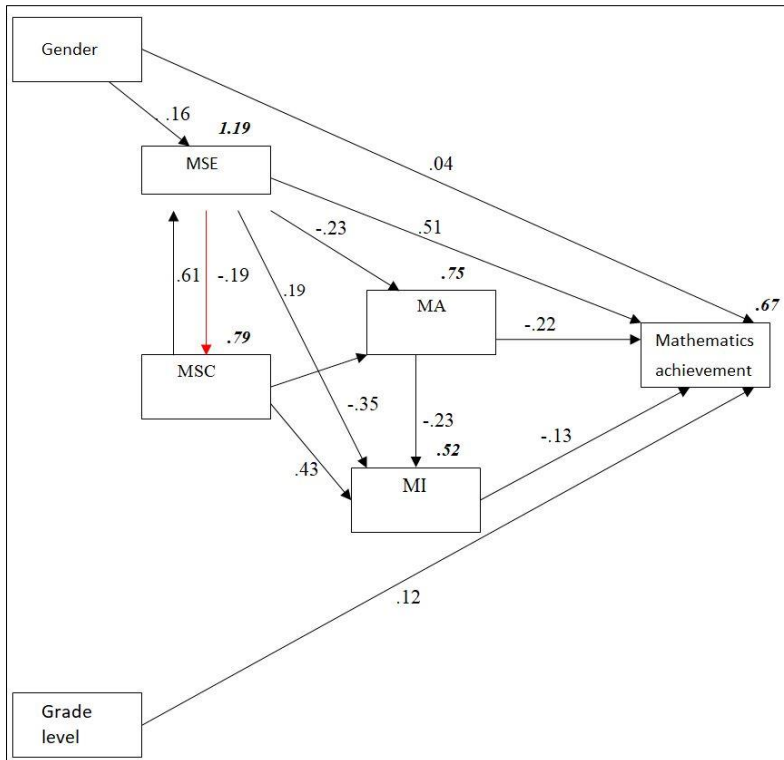 Gender
.16
1.19
MSE
.04
.51
-.23
.75
.61
-.19
.19
MA
.67
.79
-.22
Mathematics
achievement
MSC
-.35
-.23
.43
.52
-.13
MI
.12
Grade
level